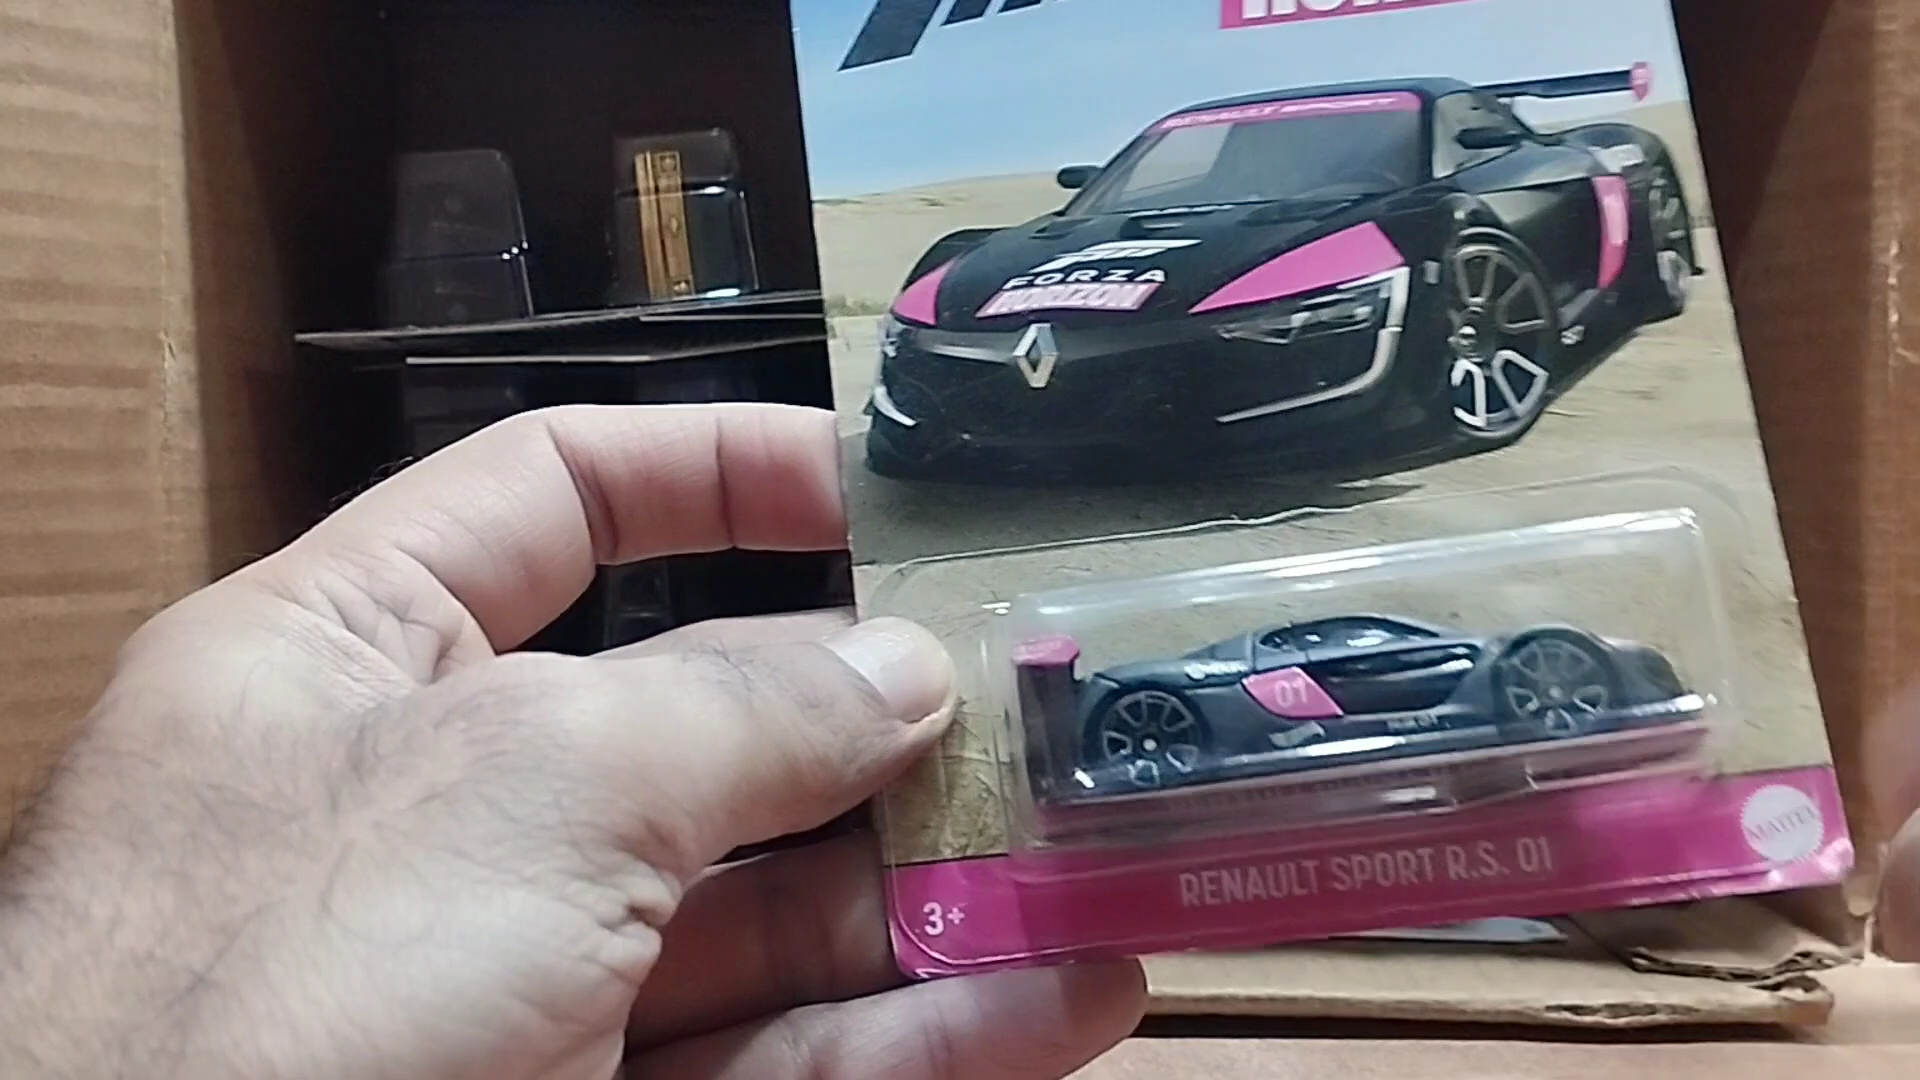 RENAULT SPORT
FORZA
HORIZON
01
RENAULT SPORT R.S. 01
3+
MATTEL